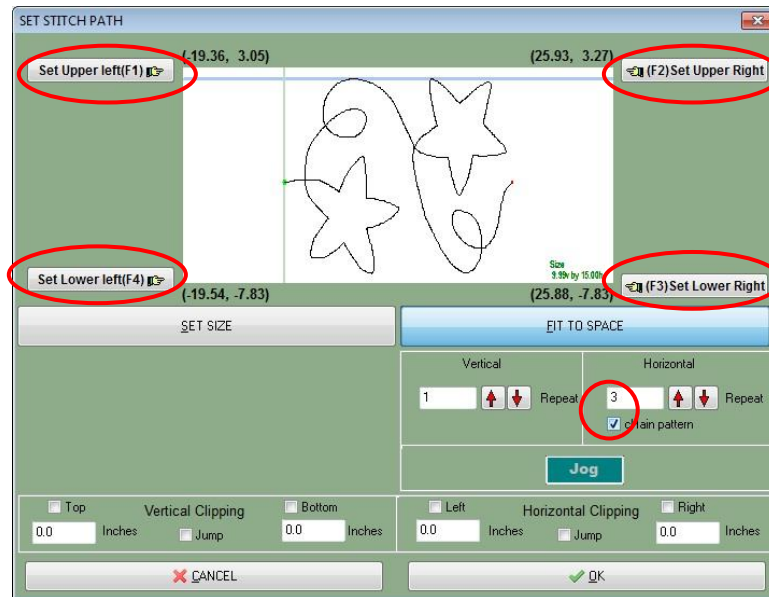 SET STITCH PATH
(-19.36, 3.05) (25.93, 3.27)
Set Upper left(F1) (F2)Set Upper Right
Size
9.99v by 15.00h
Set Lower left(F4) (F3)Set Lower Right
(-19.54, -7.83) (25.88, -7.83)
SET SIZE FIT TO SPACE
Vertical Horizontal
1 Repeat 3 Repeat
chain pattern
Jog
Top Vertical Clipping Bottom Left Horizontal Clipping Right
0.0 Inches Jump 0.0 Inches 0.0 Inches Jump 0.0 Inches
CANCEL OK